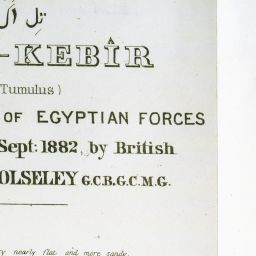 تل ال
-KEBÎR
(Tumulus)
OF EGYPTIAN FORCES
Sept: 1882, by British
OLSELEY G.C.B.G.C.M.G.
nearly flat and more sandy.